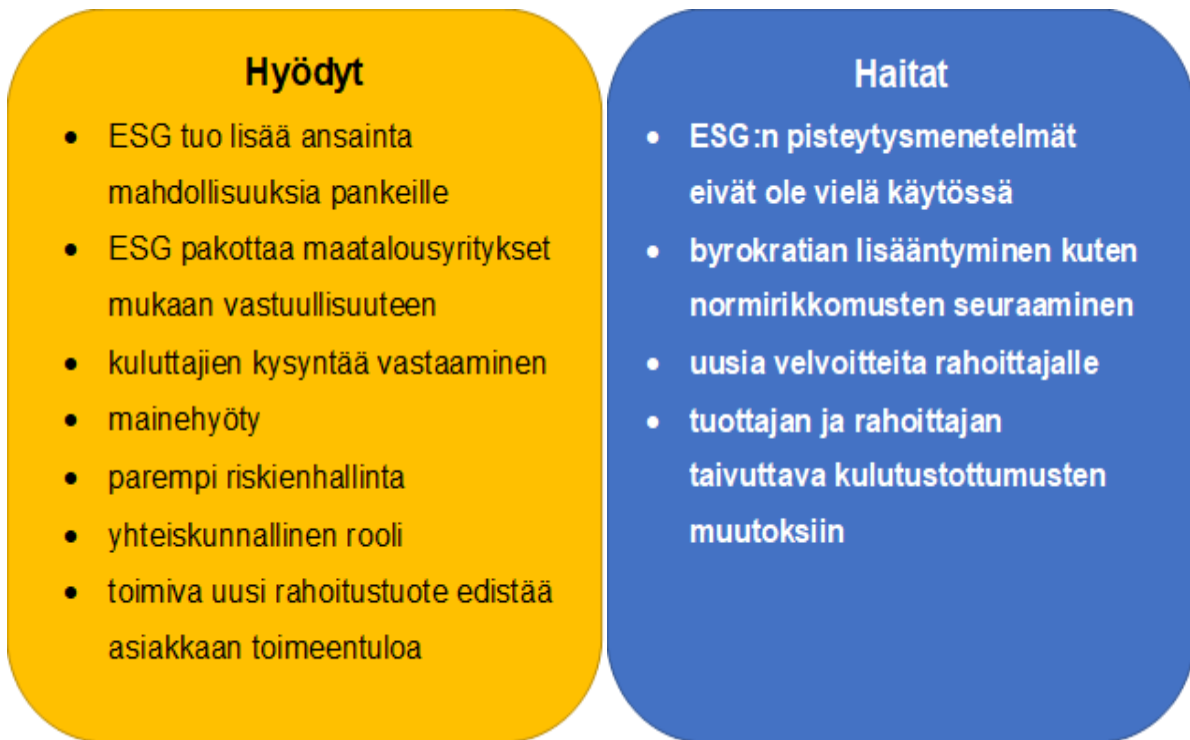 Hyödyt
• ESG tuo lisää ansainta
mahdollisuuksia pankeille
• ESG pakottaa maatalousyritykset
mukaan vastuullisuuteen
• kuluttajien kysyntää vastaaminen
• mainehyöty
• parempi riskienhallinta
• yhteiskunnallinen rooli
• toimiva uusi rahoitustuote edistää
asiakkaan toimeentuloa
Haitat
• ESG:n pisteytysmenetelmät
eivät ole vielä käytössä
• byrokratian lisääntyminen kuten
normirikkomusten seuraaminen
• uusia velvoitteita rahoittajalle
• tuottajan ja rahoittajan
taivuttava kulutustottumusten
muutoksiin